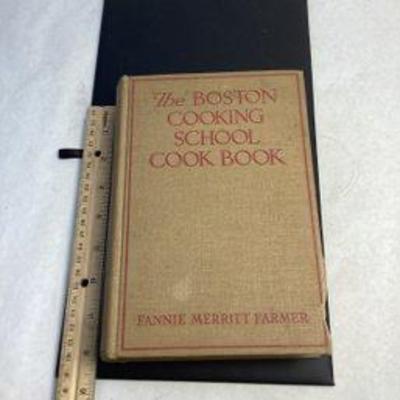 The BOSTON
COOKING
SCHOOL
COOK BOOK
FANNIE MERRITT FARMER